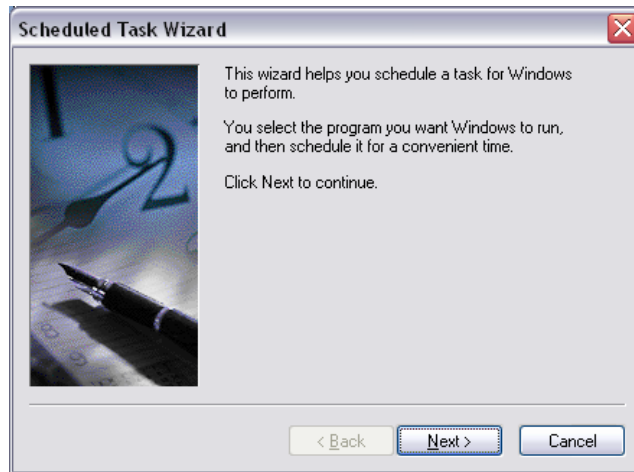 Scheduled Task Wizard
This wizard helps you schedule a task for Windows
to perform.
You select the program you want Windows to run,
and then schedule it for a convenient time.
Click Next to continue.
2
< Back
Next >
Cancel